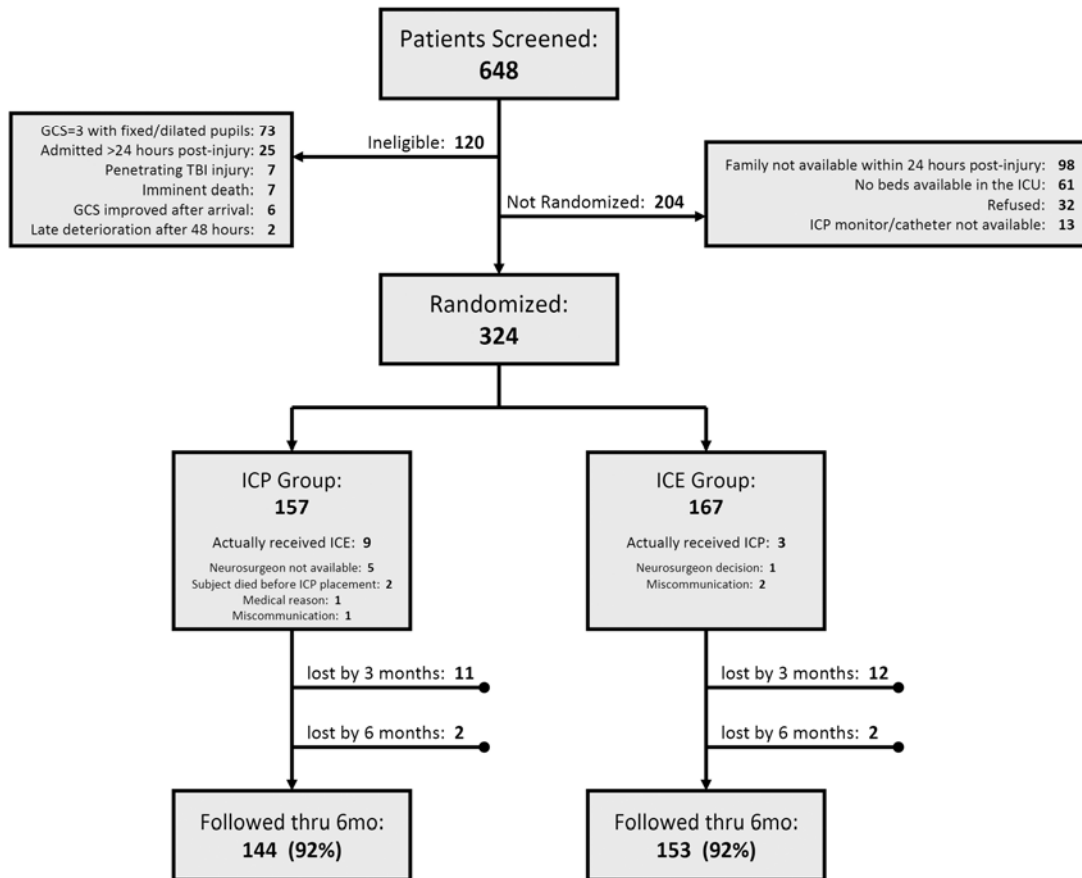 Patients Screened:
648
Ineligible: 120
GCS=3 with fixed/dilated pupils: 73
Admitted >24 hours post-injury: 25
Penetrating TBI injury: 7
Imminent death: 7
GCS improved after arrival: 6
Late deterioration after 48 hours: 2
Not Randomized: 204
Family not available within 24 hours post-injury: 98
No beds available in the ICU: 61
Refused: 32
ICP monitor/catheter not available: 13
Randomized:
324
ICP Group:
157
Actually received ICE: 9
Neurosurgeon not available: 5
Subject died before ICP placement: 2
Medical reason: 1
Miscommunication: 1
ICE Group:
167
Actually received ICP: 3
Neurosurgeon decision: 1
Miscommunication: 2
lost by 3 months: 11
lost by 6 months: 2
lost by 3 months: 12
lost by 6 months: 2
Followed thru 6mo:
144 (92%)
Followed thru 6mo:
153 (92%)